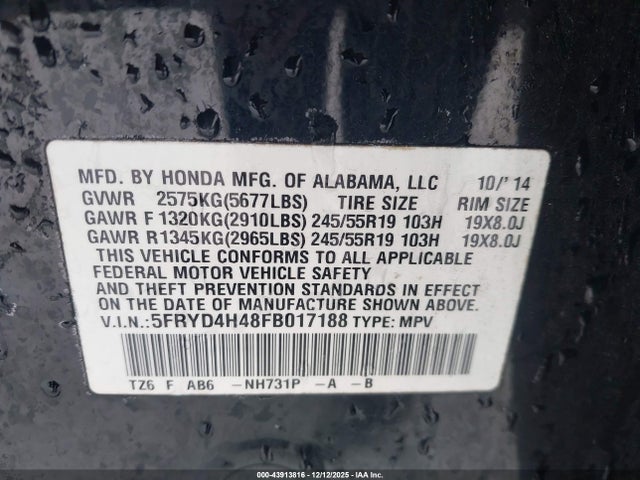 MFD. BY HONDA MFG. OF ALABAMA, LLC 10/'14
GVWR 2575KG(5677LBS) TIRE SIZE RIM SIZE
GAWR F 1320KG(2910LBS) 245/55R19 103H 19X8.0J
GAWR R 1345KG(2965LBS) 245/55R19 103H 19X8.0J
THIS VEHICLE CONFORMS TO ALL APPLICABLE
FEDERAL MOTOR VEHICLE SAFETY
AND THEFT PREVENTION STANDARDS IN EFFECT
ON THE DATE OF MANUFACTURE SHOWN ABOVE.
V.I.N.:5FRYD4H48FB017188 TYPE: MPV
TZ6 F AB6 -NH731P -A -B
000-43913816 - 12/12/2025 - IAA Inc.